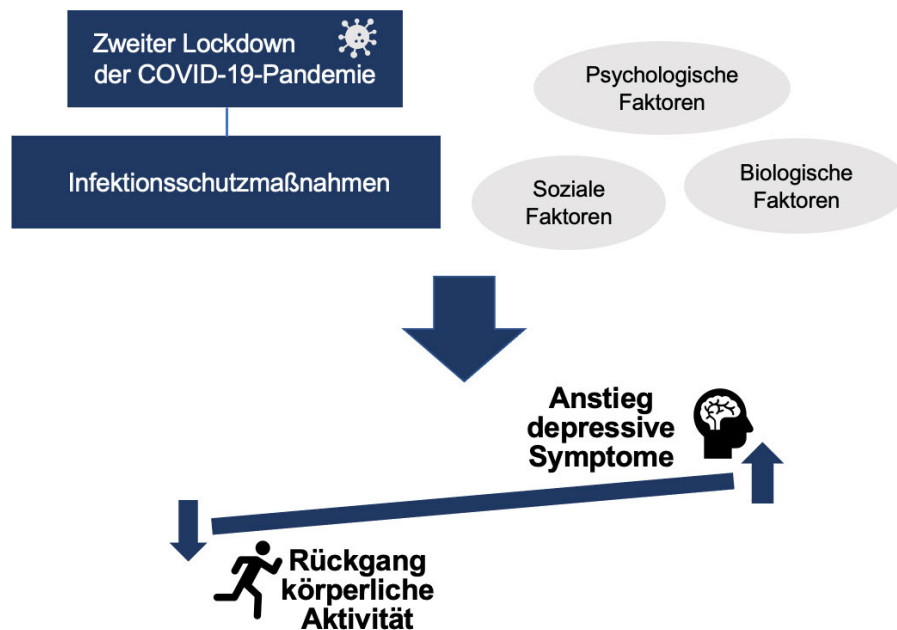 Zweiter Lockdown
der COVID-19-Pandemie
Infektionsschutzmaßnahmen
Psychologische
Faktoren
Soziale
Faktoren
Biologische
Faktoren
Anstieg
depressive
Symptome
Rückgang
körperliche
Aktivität